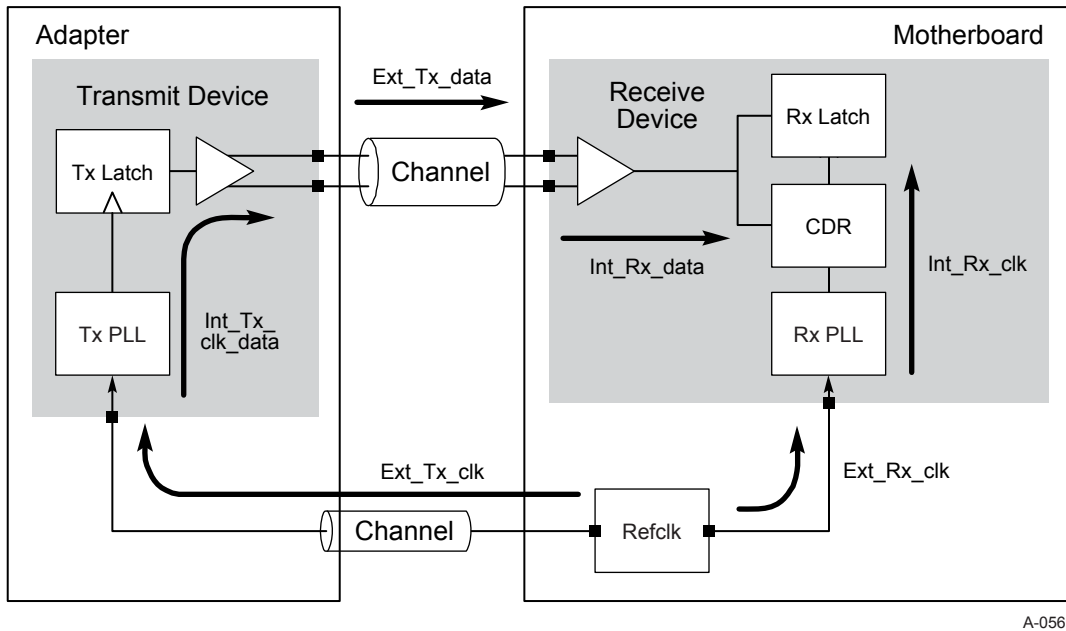 Adapter
Motherboard
Transmit Device
Ext_Tx_data
Receive
Device
Tx Latch
Channel
Rx Latch
CDR
Int_Rx_data
Int_Rx_clk
Tx PLL
Int_Tx_
clk_data
Rx PLL
Ext_Tx_clk
Ext_Rx_clk
Channel
Refclk
A-056